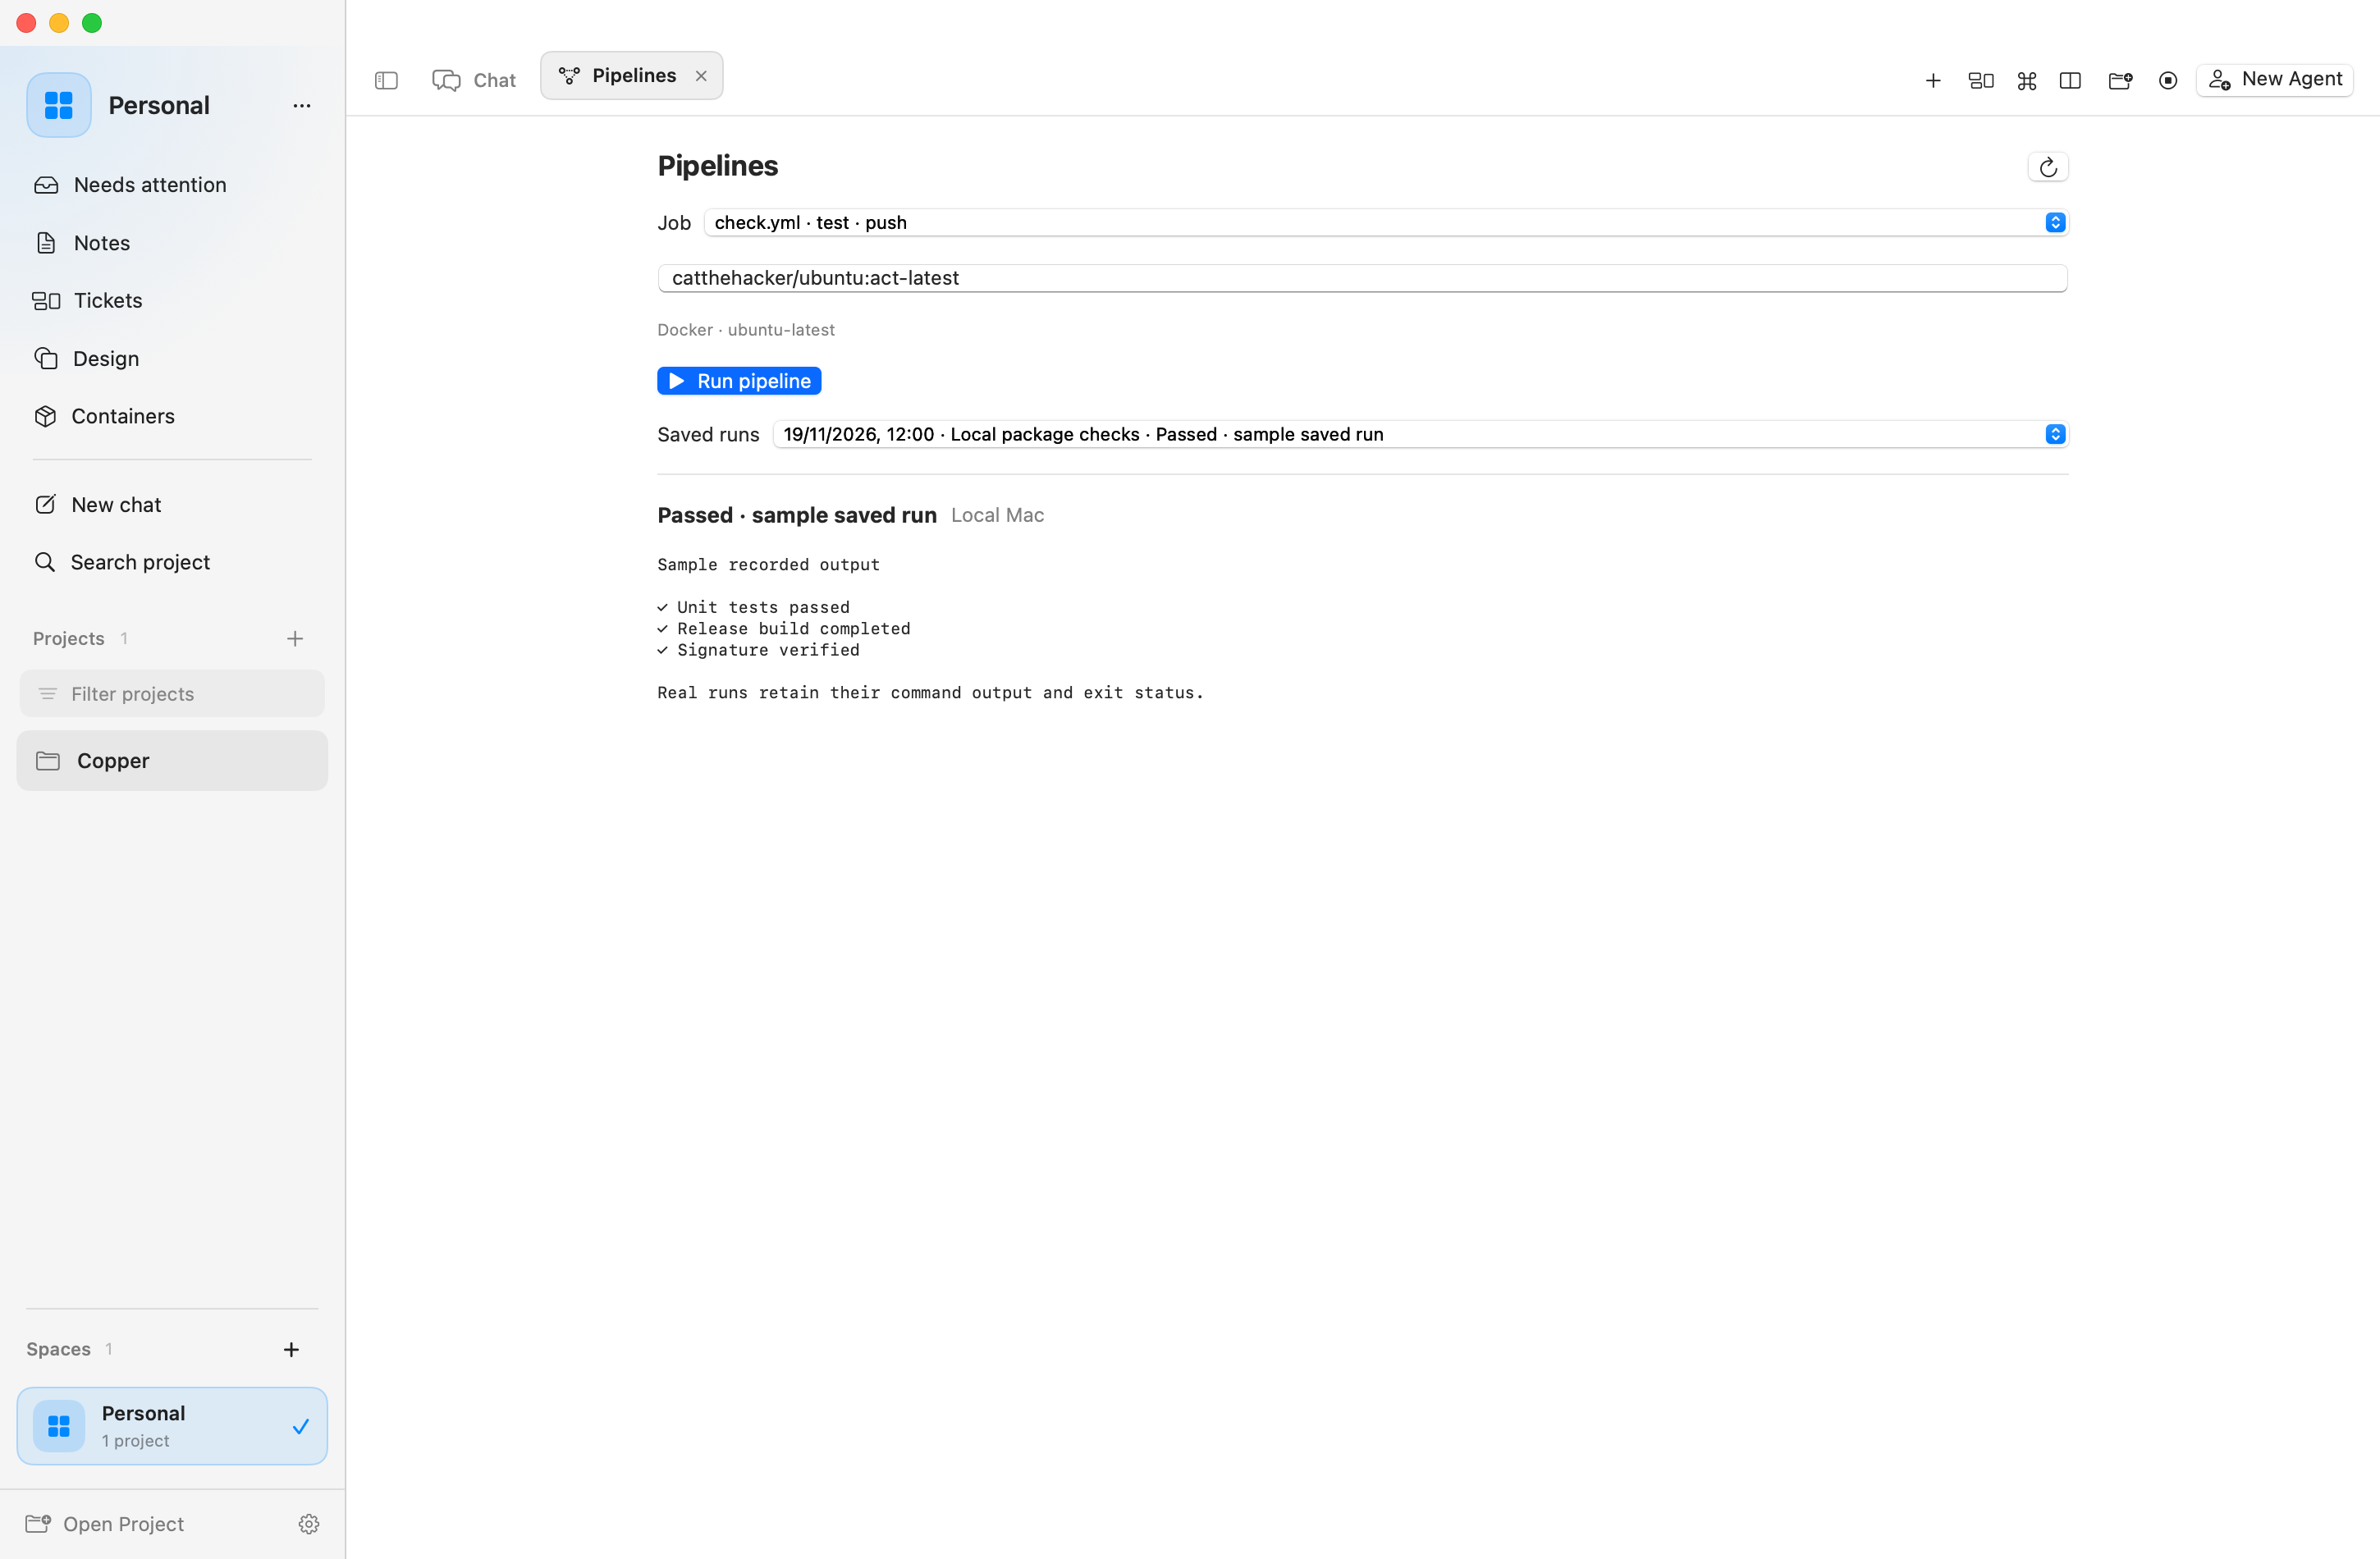 Personal
Needs attention
Notes
Tickets
Design
Containers
New chat
Search project
Projects 1
Filter projects
Copper
Spaces 1
Personal
1 project
Open Project
Chat
Pipelines
New Agent
Pipelines
Job check.yml · test · push
catthehacker/ubuntu:act-latest
Docker · ubuntu-latest
Run pipeline
Saved runs 19/11/2026, 12:00 · Local package checks · Passed · sample saved run
Passed · sample saved run Local Mac
Sample recorded output
✓ Unit tests passed
✓ Release build completed
✓ Signature verified
Real runs retain their command output and exit status.